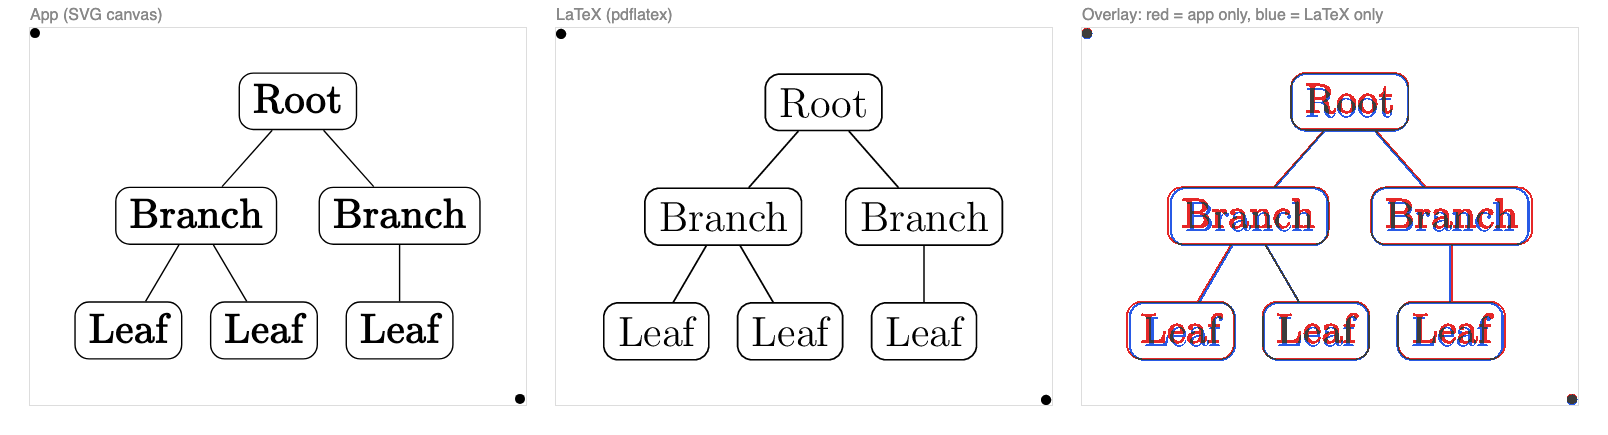 App (SVG canvas)
LaTeX (pdflatex)
Overlay: red = app only, blue = LaTeX only
Root
Root
Root
Branch Branch
Branch Branch
Branch Branch
Leaf Leaf Leaf
Leaf Leaf Leaf
Leaf Leaf Leaf